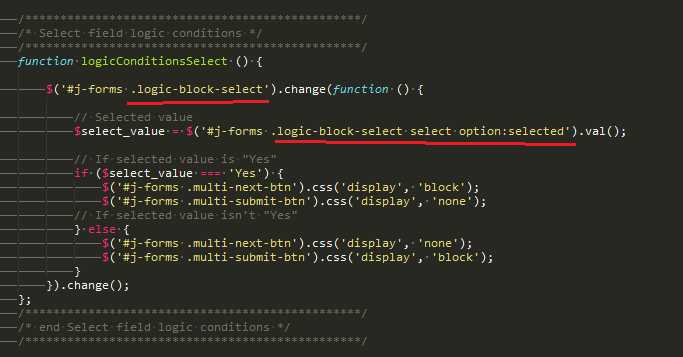 /***************************************************/
/* Select field logic conditions */
/***************************************************/
function logicConditionsSelect () {
$('#j-forms .logic-block-select').change(function () {
// Selected value
$select_value = $('#j-forms .logic-block-select select option:selected').val();
// If selected value is "Yes"
if ($select_value === 'Yes') {
$('#j-forms .multi-next-btn').css('display', 'block');
$('#j-forms .multi-submit-btn').css('display', 'none');
// If selected value isn't "Yes"
} else {
$('#j-forms .multi-next-btn').css('display', 'none');
$('#j-forms .multi-submit-btn').css('display', 'block');
}
}).change();
};
/***************************************************/
/* end Select field logic conditions */
/***************************************************/